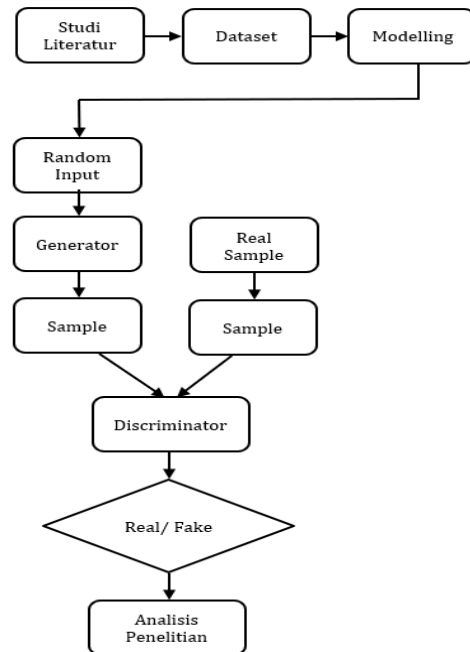 Studi
Literatur
Dataset
Modelling
Random
Input
Generator
Real
Sample
Sample
Sample
Discriminator
Real/ Fake
Analisis
Penelitian